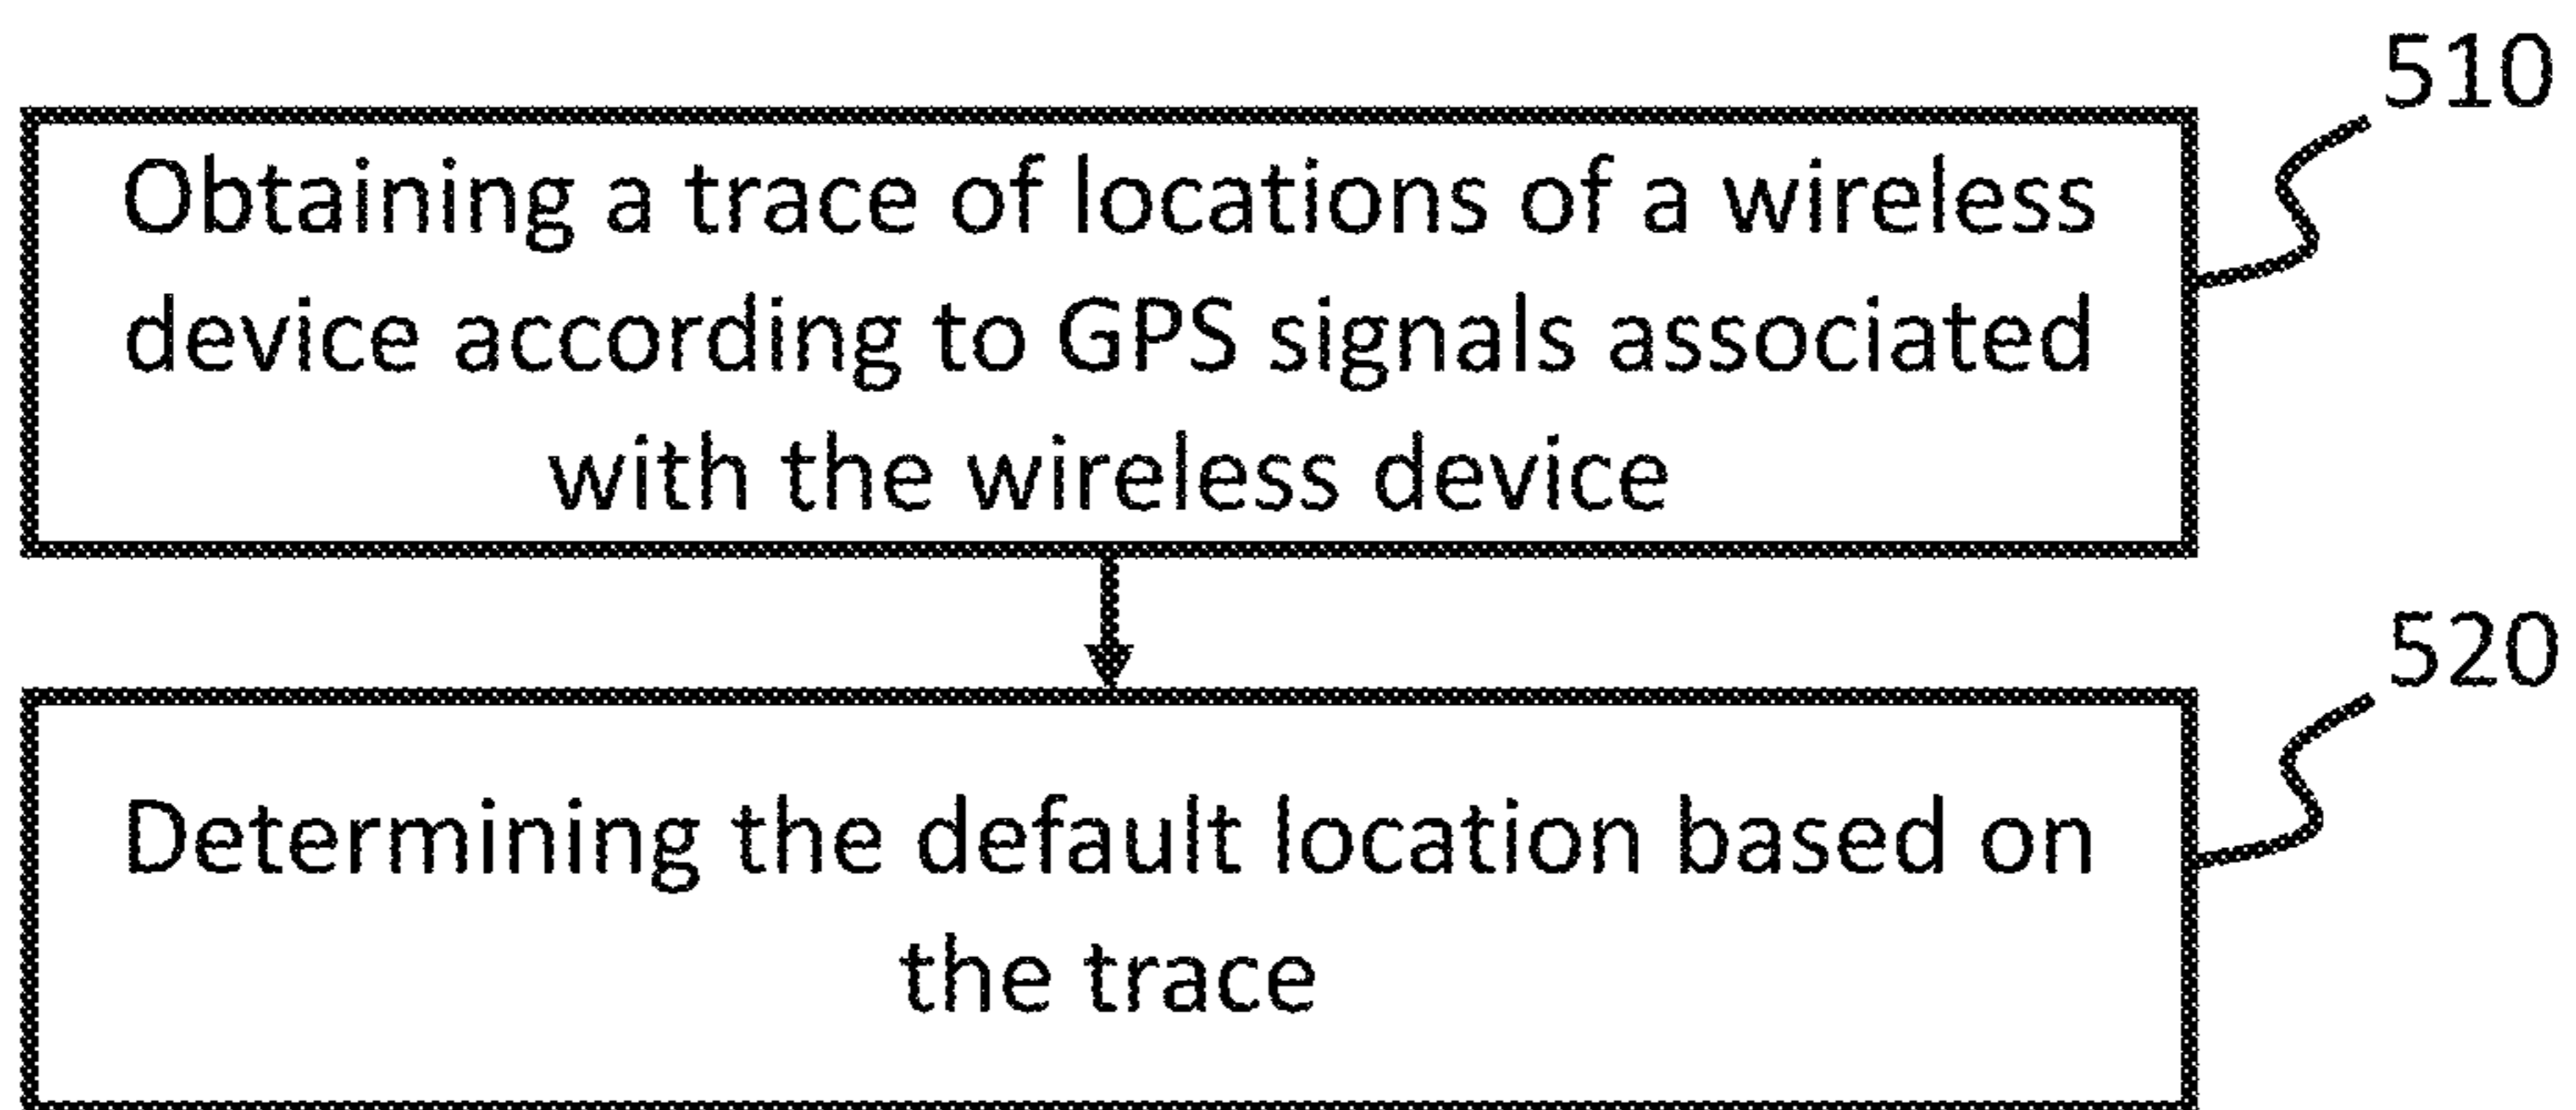 510
Obtaining a trace of locations of a wireless
device according to GPS signals associated
with the wireless device
520
Determining the default location based on
the trace